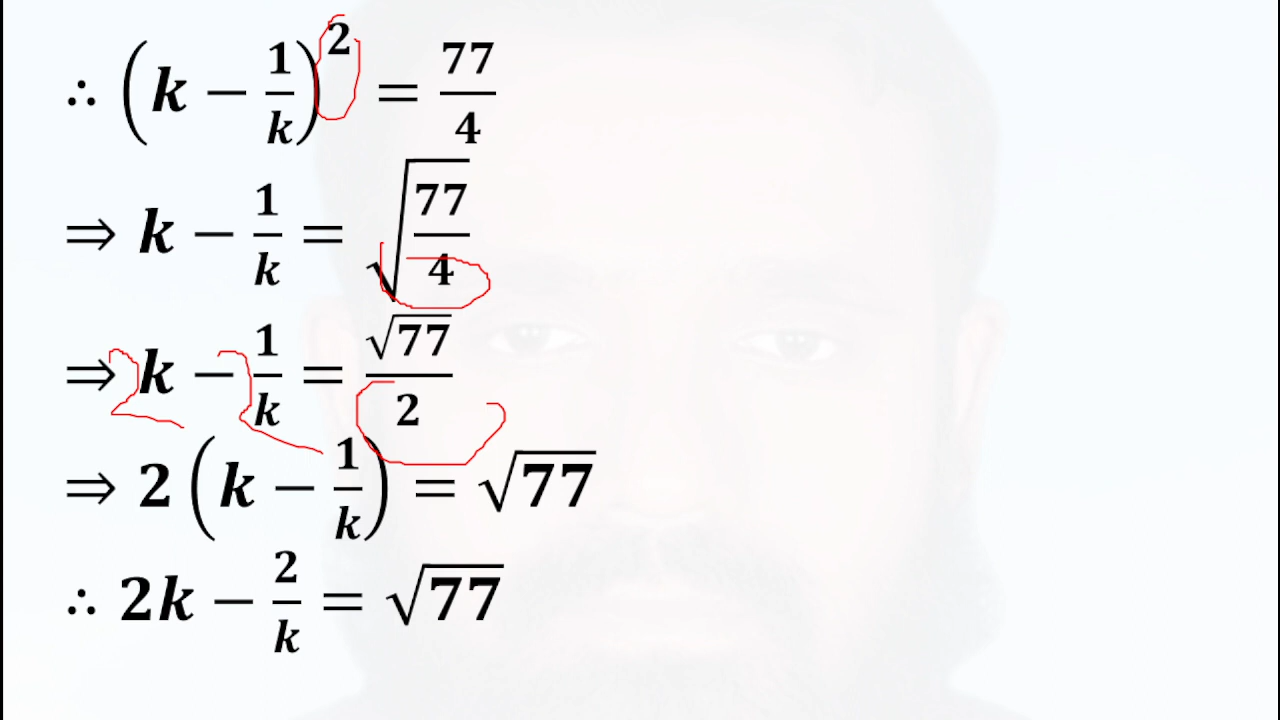 ∴ (k − 1/k)² = 77/4
⇒ k − 1/k = √(77/4)
⇒ k − 1/k = √77/2
⇒ 2(k − 1/k) = √77
∴ 2k − 2/k = √77